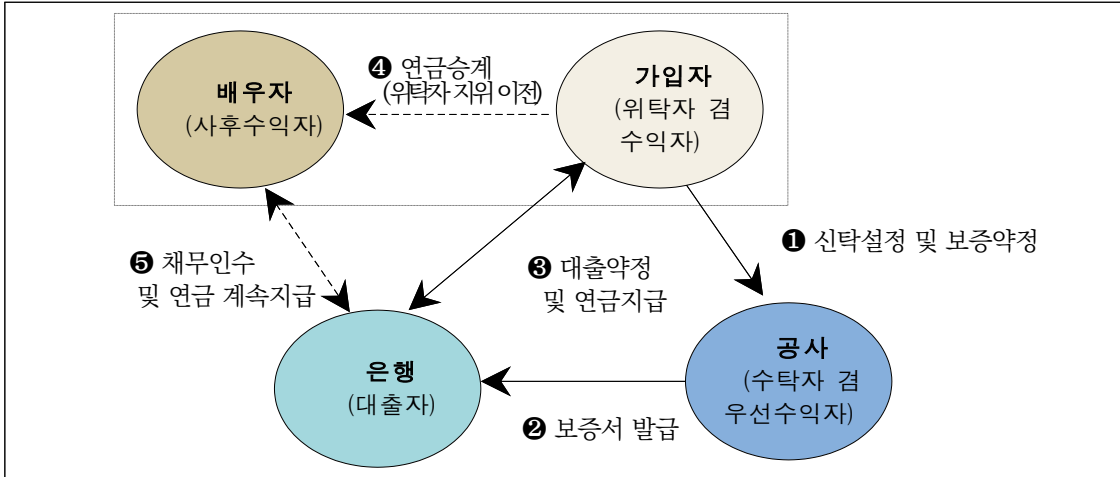 ❹ 연금승계
(위탁자 지위 이전)
배우자
(사후수익자)
가입자
(위탁자 겸
수익자)
❶ 신탁설정 및 보증약정
❺ 채무인수
및 연금 계속지급
❸ 대출약정
및 연금지급
은행
(대출자)
공사
(수탁자 겸
우선수익자)
❷ 보증서 발급